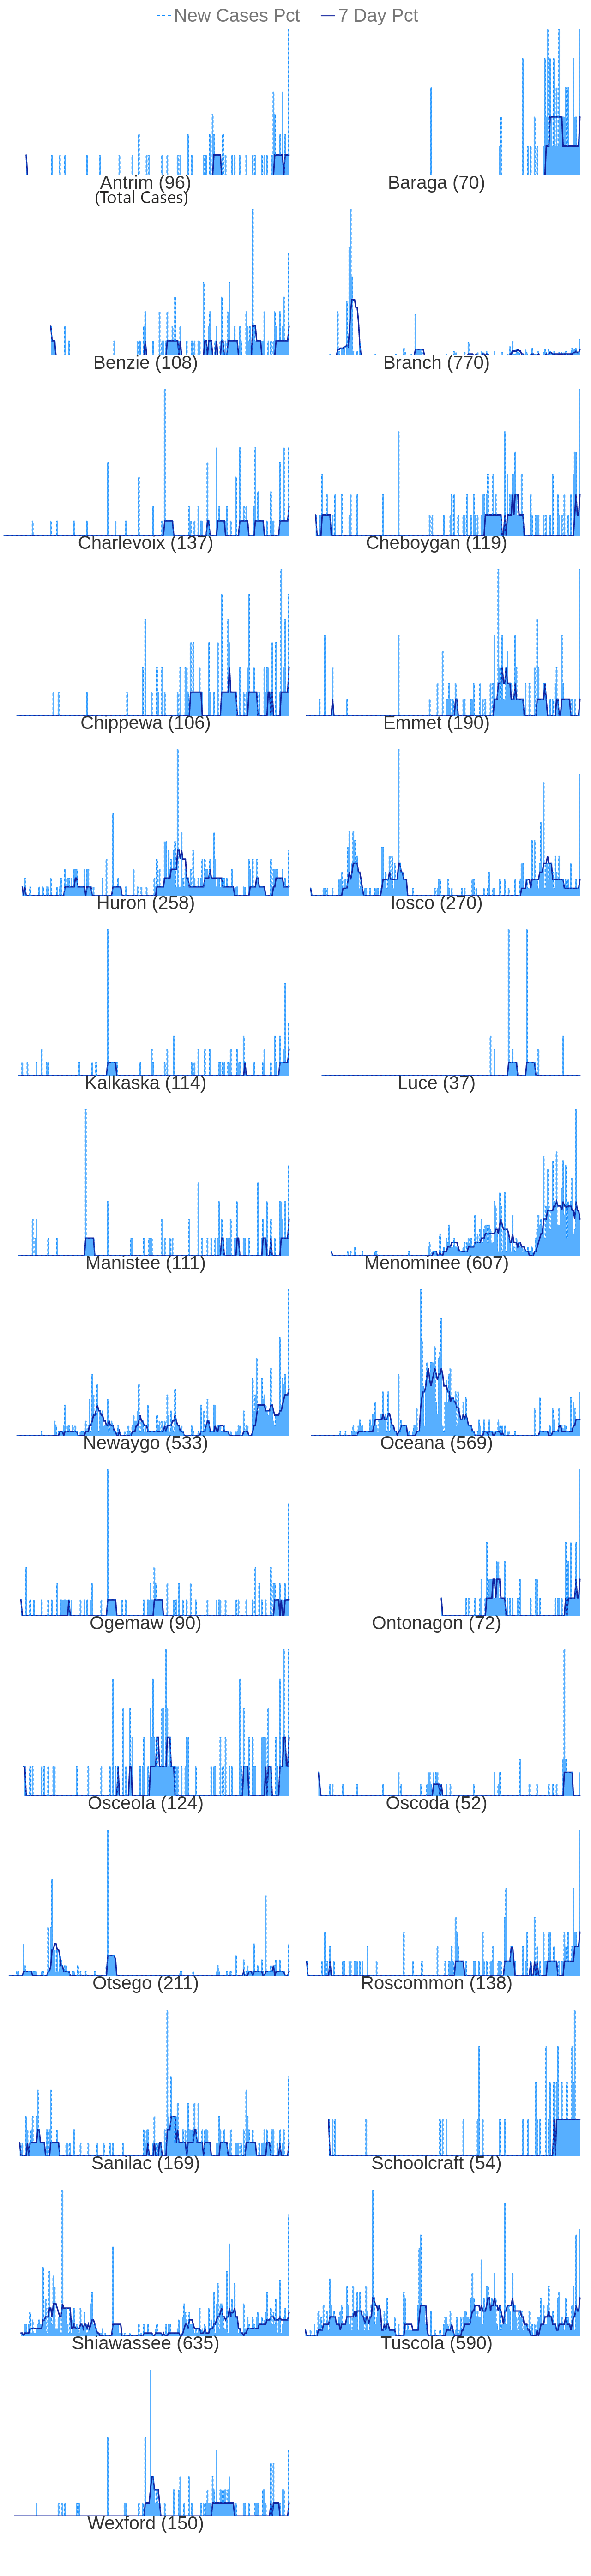 New Cases Pct 7 Day Pct
Antrim (96) Baraga (70)
(Total Cases)
Benzie (108) Branch (770)
Charlevoix (137) Cheboygan (119)
Chippewa (106) Emmet (190)
Huron (258) Iosco (270)
Kalkaska (114) Luce (37)
Manistee (111) Menominee (607)
Newaygo (533) Oceana (569)
Ogemaw (90) Ontonagon (72)
Osceola (124) Oscoda (52)
Otsego (211) Roscommon (138)
Sanilac (169) Schoolcraft (54)
Shiawassee (635) Tuscola (590)
Wexford (150)